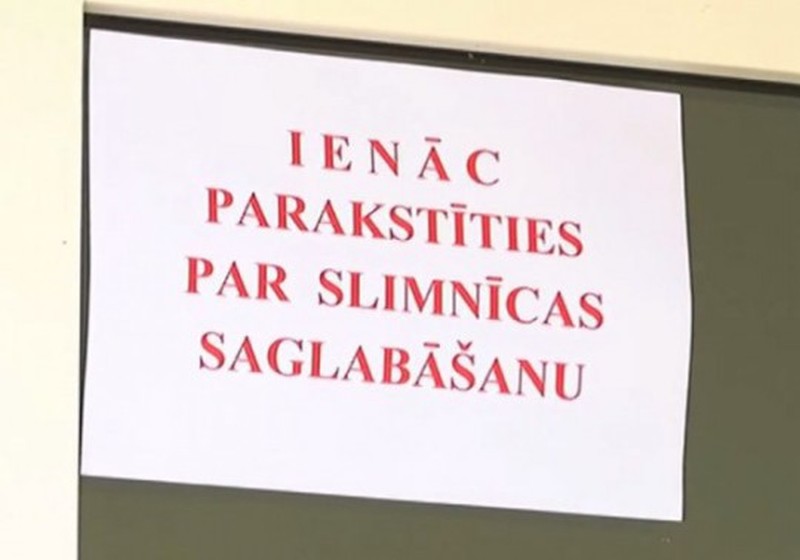 IENĀC
PARAKSTĪTIES
PAR SLIMNĪCAS
SAGLABĀŠANU